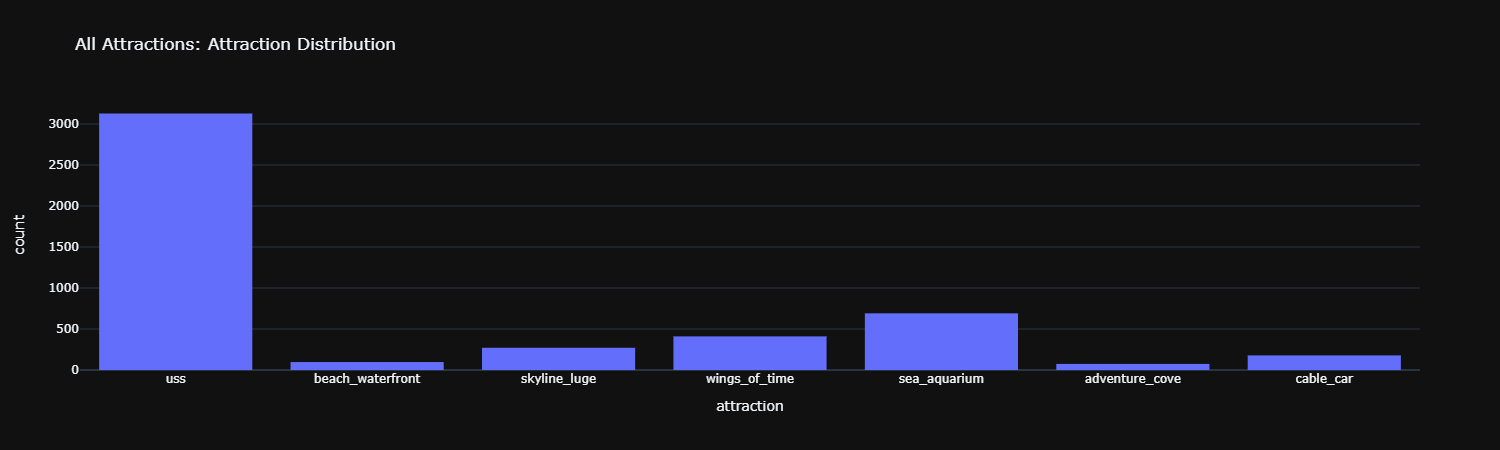 All Attractions: Attraction Distribution
count
3000
2500
2000
1500
1000
500
0
uss beach_waterfront skyline_luge wings_of_time sea_aquarium adventure_cove cable_car
attraction